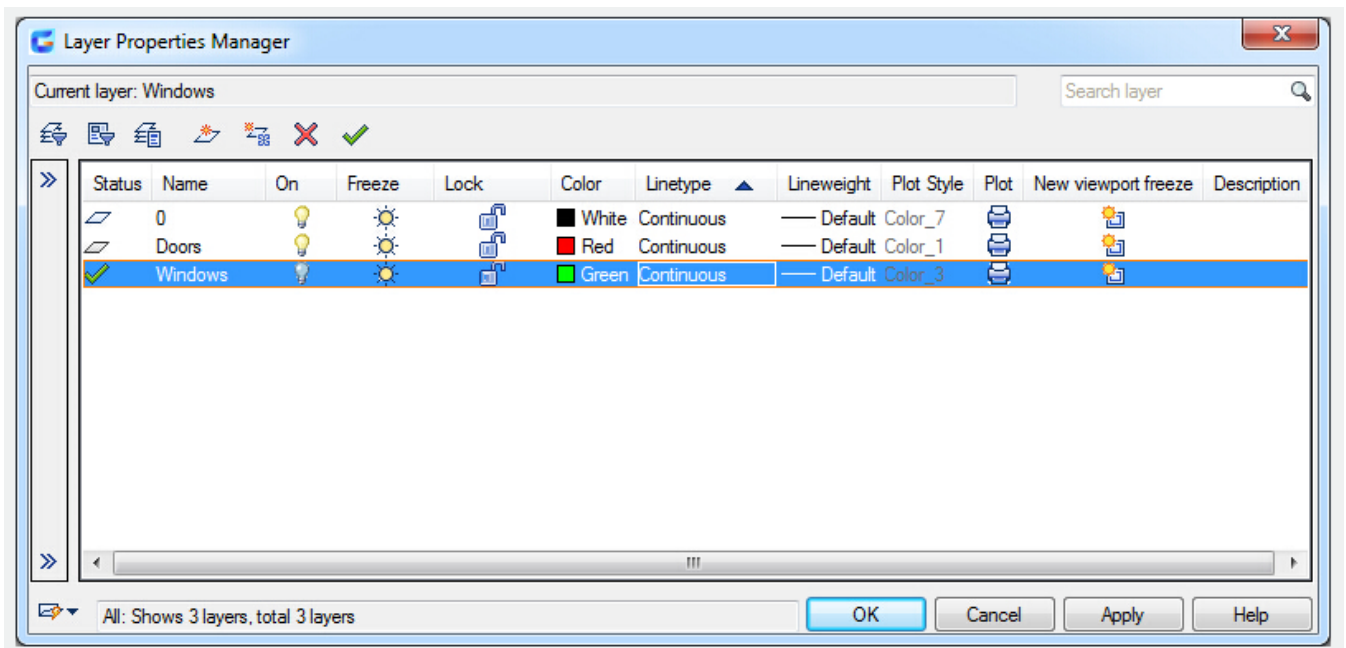 Layer Properties Manager
Current layer: Windows
Search layer
Status Name On Freeze Lock Color Linetype Lineweight Plot Style Plot New viewport freeze Description
0 White Continuous Default Color_7
Doors Red Continuous Default Color_1
Windows Green Continuous Default Color_3
All: Shows 3 layers, total 3 layers
OK Cancel Apply Help